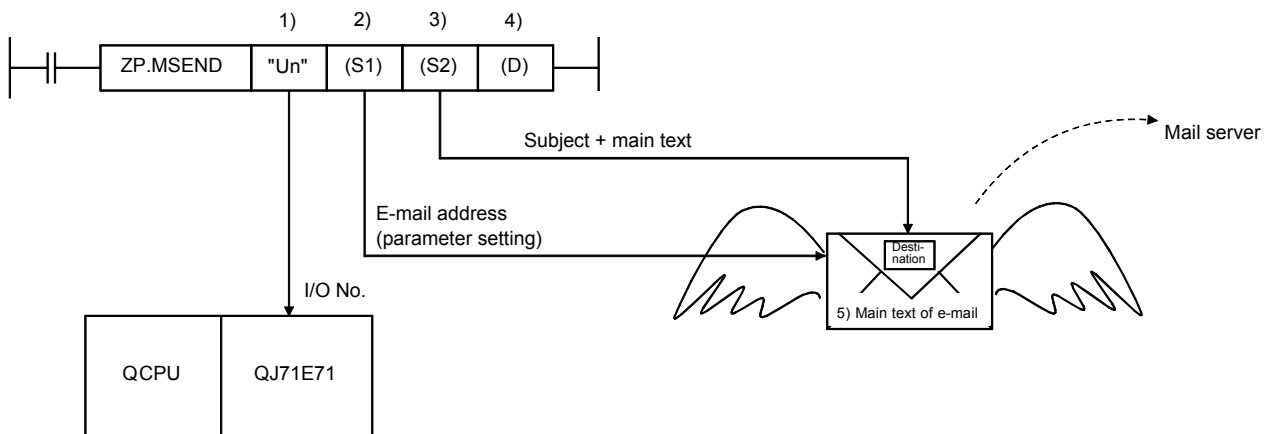 1) 2) 3) 4)
ZP.MSEND "Un" (S1) (S2) (D)
Subject + main text
Mail server
E-mail address
(parameter setting)
Desti-
nation
I/O No.
5) Main text of e-mail
QCPU QJ71E71